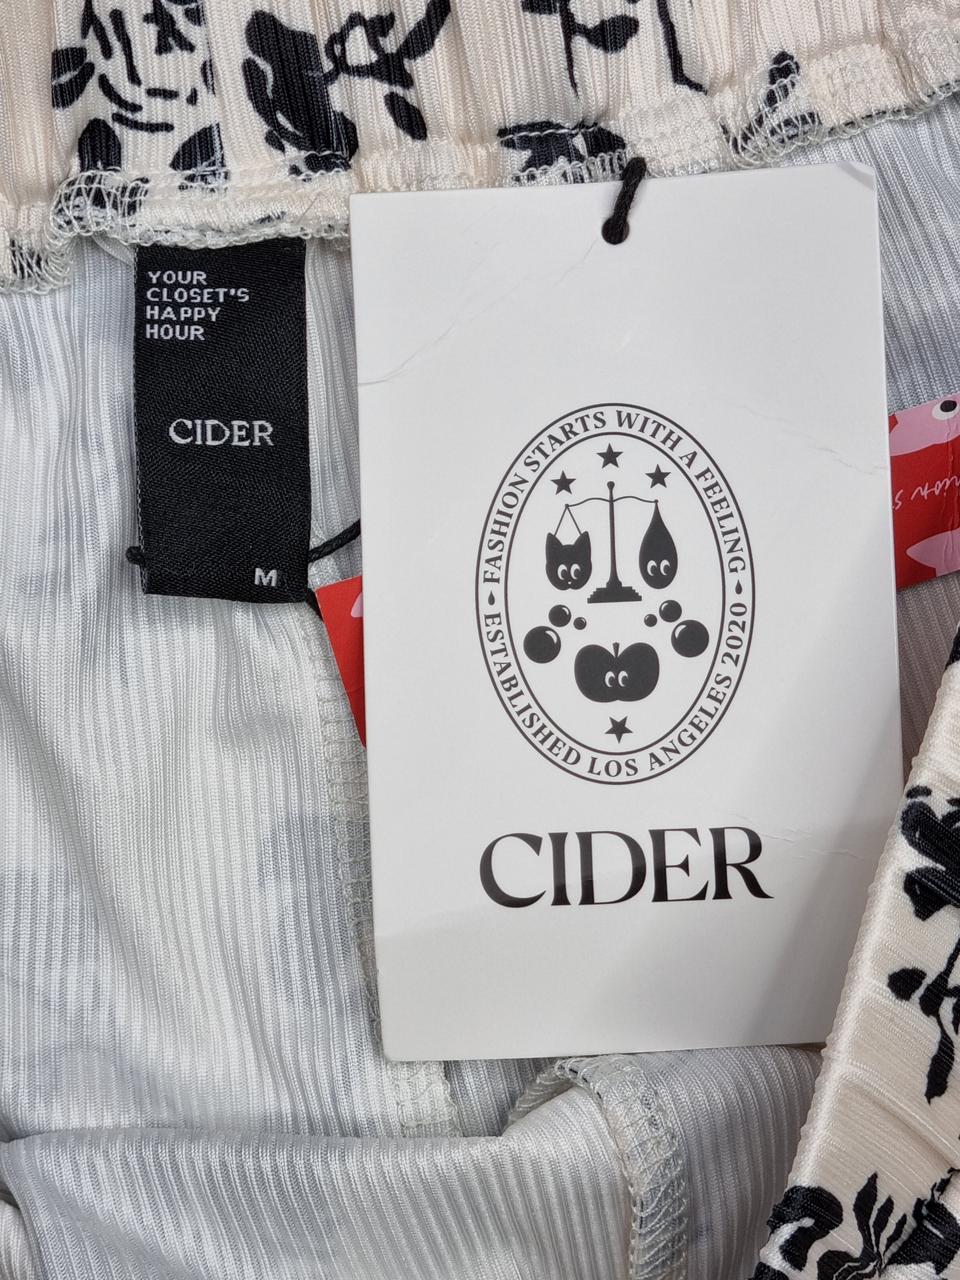 YOUR
CLOSET'S
HAPPY
HOUR
CIDER
M
FASHION STARTS WITH A FEELING
ESTABLISHED LOS ANGELES 2020
CIDER